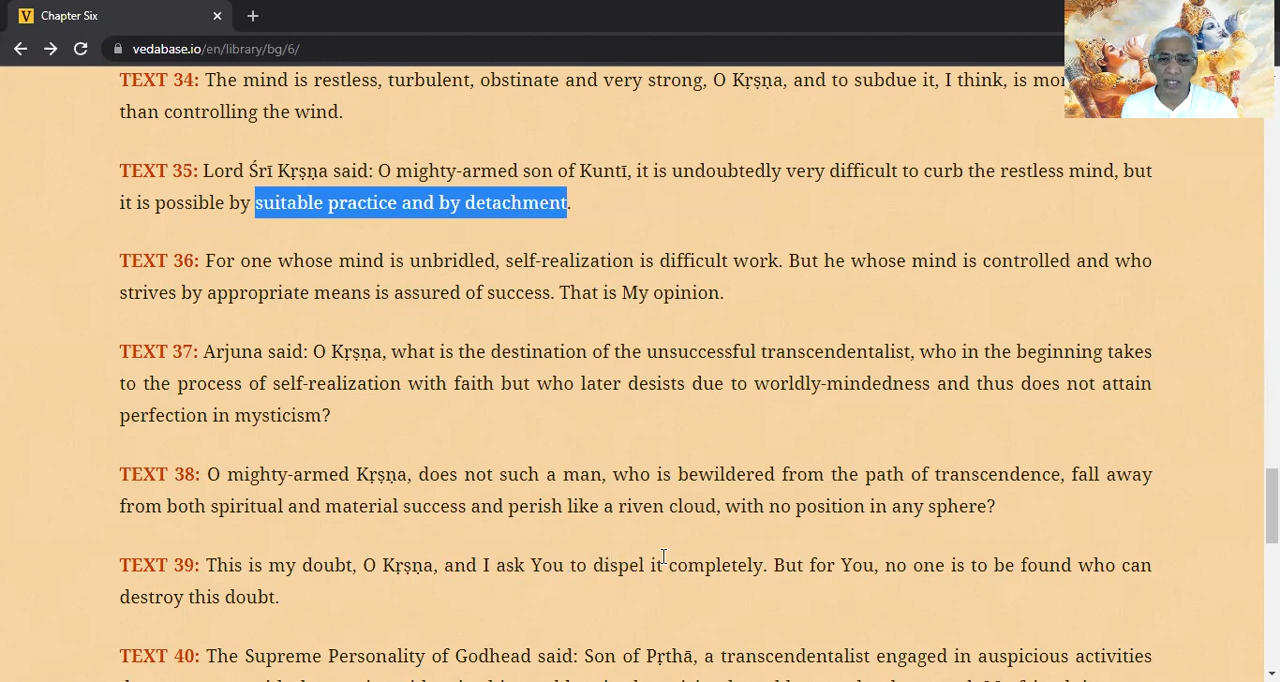 Chapter Six
vedabase.io/en/library/bg/6/
TEXT 34: The mind is restless, turbulent, obstinate and very strong, O Kṛṣṇa, and to subdue it, I think, is
than controlling the wind.
TEXT 35: Lord Śrī Kṛṣṇa said: O mighty-armed son of Kuntī, it is undoubtedly very difficult to curb the restless mind, but
it is possible by suitable practice and by detachment.
TEXT 36: For one whose mind is unbridled, self-realization is difficult work. But he whose mind is controlled and who
strives by appropriate means is assured of success. That is My opinion.
TEXT 37: Arjuna said: O Kṛṣṇa, what is the destination of the unsuccessful transcendentalist, who in the beginning takes
to the process of self-realization with faith but who later desists due to worldly-mindedness and thus does not attain
perfection in mysticism?
TEXT 38: O mighty-armed Kṛṣṇa, does not such a man, who is bewildered from the path of transcendence, fall away
from both spiritual and material success and perish like a riven cloud, with no position in any sphere?
TEXT 39: This is my doubt, O Kṛṣṇa, and I ask You to dispel it completely. But for You, no one is to be found who can
destroy this doubt.
TEXT 40: The Supreme Personality of Godhead said: Son of Pṛthā, a transcendentalist engaged in auspicious activities